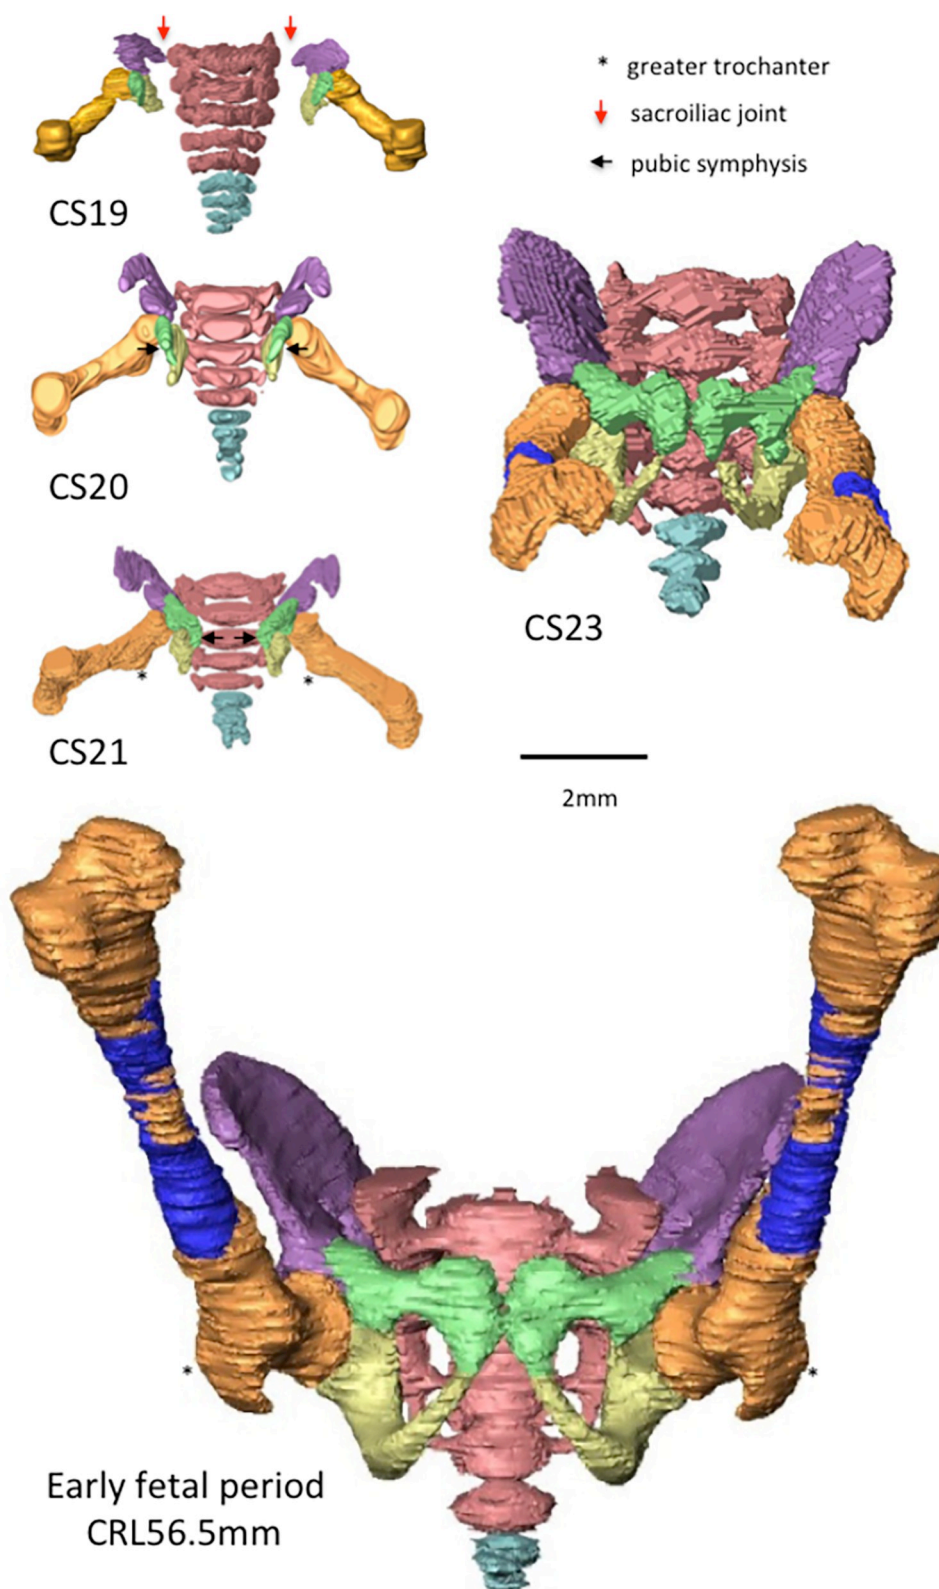 * greater trochanter
sacroiliac joint
pubic symphysis
CS19
CS20
CS23
*
*
CS21
2mm
*
*
Early fetal period
CRL56.5mm